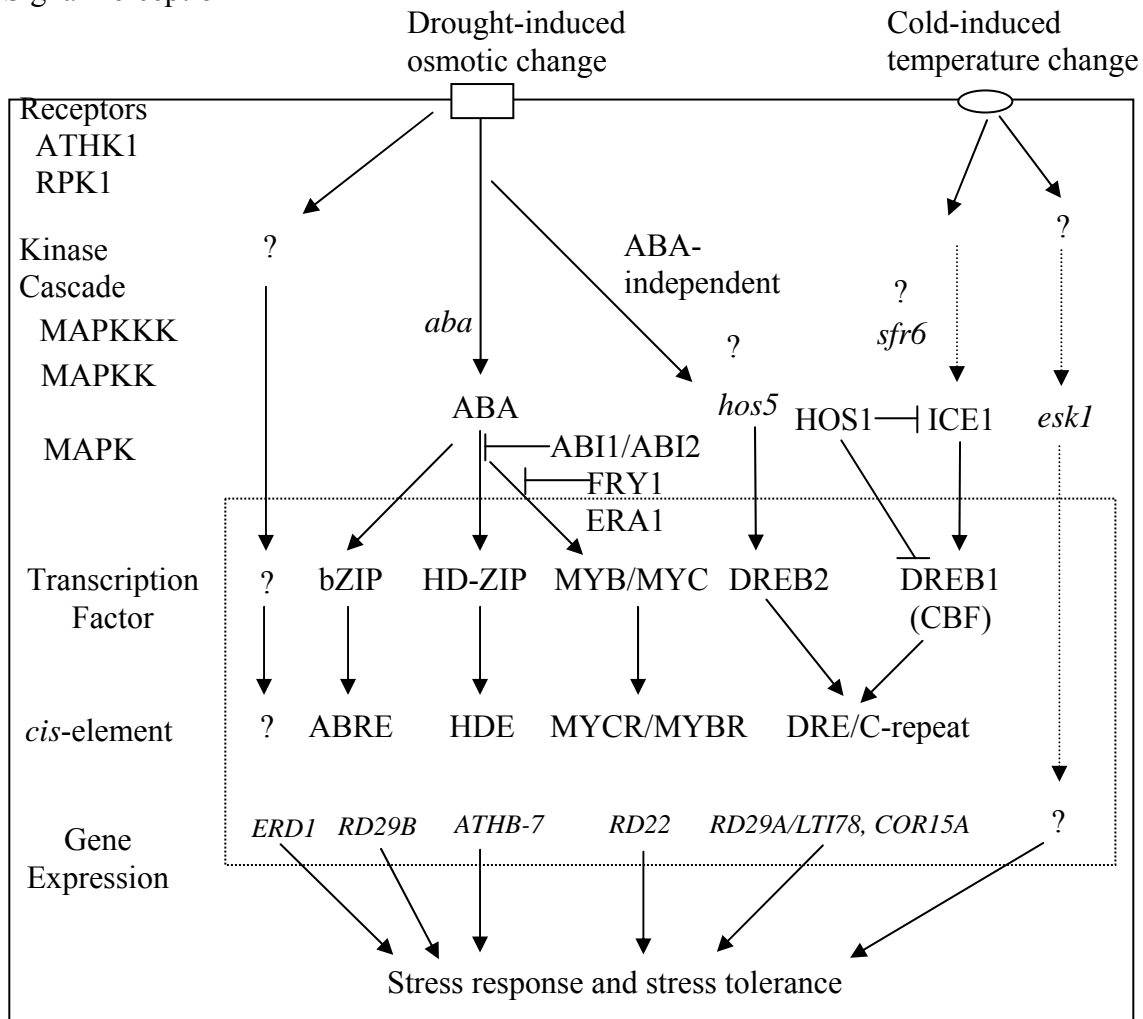 Drought-induced
osmotic change
Cold-induced
temperature change
Receptors
ATHK1
RPK1
?
?
Kinase
Cascade
ABA-
independent
?
MAPKKK
aba
sfr6
?
MAPKK
ABA
hos5
HOS1
ICE1
esk1
MAPK
ABI1/ABI2
FRY1
ERA1
Transcription
Factor
?
bZIP
HD-ZIP
MYB/MYC
DREB2
DREB1
(CBF)
cis-element
?
ABRE
HDE
MYCR/MYBR
DRE/C-repeat
Gene
Expression
ERD1
RD29B
ATHB-7
RD22
RD29A/LTI78, COR15A
?
Stress response and stress tolerance